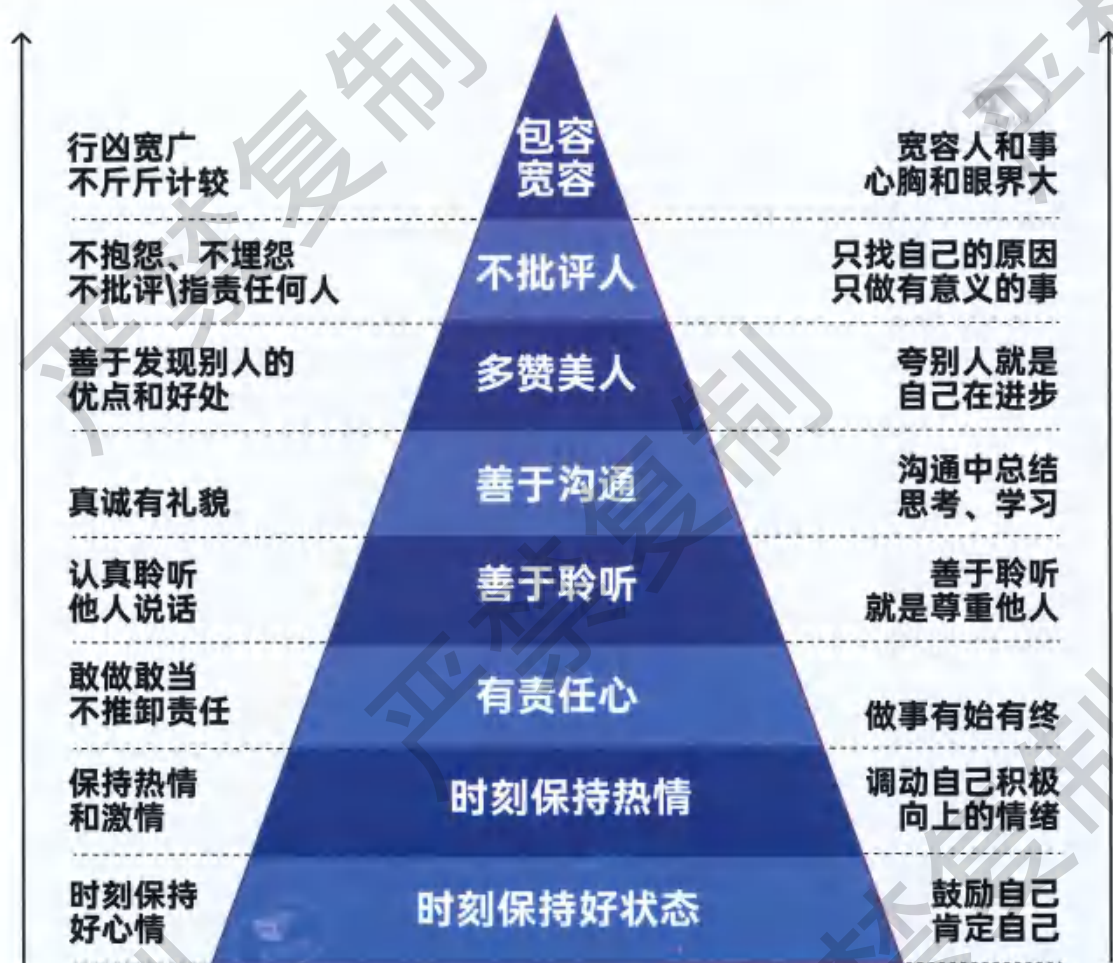 行凶宽广
不斤斤计较
包容
宽容
宽容人和事
心胸和眼界大
不抱怨、不埋怨
不批评\指责任何人
不批评人
只找自己的原因
只做有意义的事
善于发现别人的
优点和好处
多赞美人
夸别人就是
自己在进步
真诚有礼貌
善于沟通
沟通中总结
思考、学习
认真聆听
他人说话
善于聆听
善于聆听
就是尊重他人
敢做敢当
不推卸责任
有责任心
做事有始有终
保持热情
和激情
时刻保持热情
调动自己积极
向上的情绪
时刻保持
好心情
时刻保持好状态
鼓励自己
肯定自己
严禁复制
严禁复制